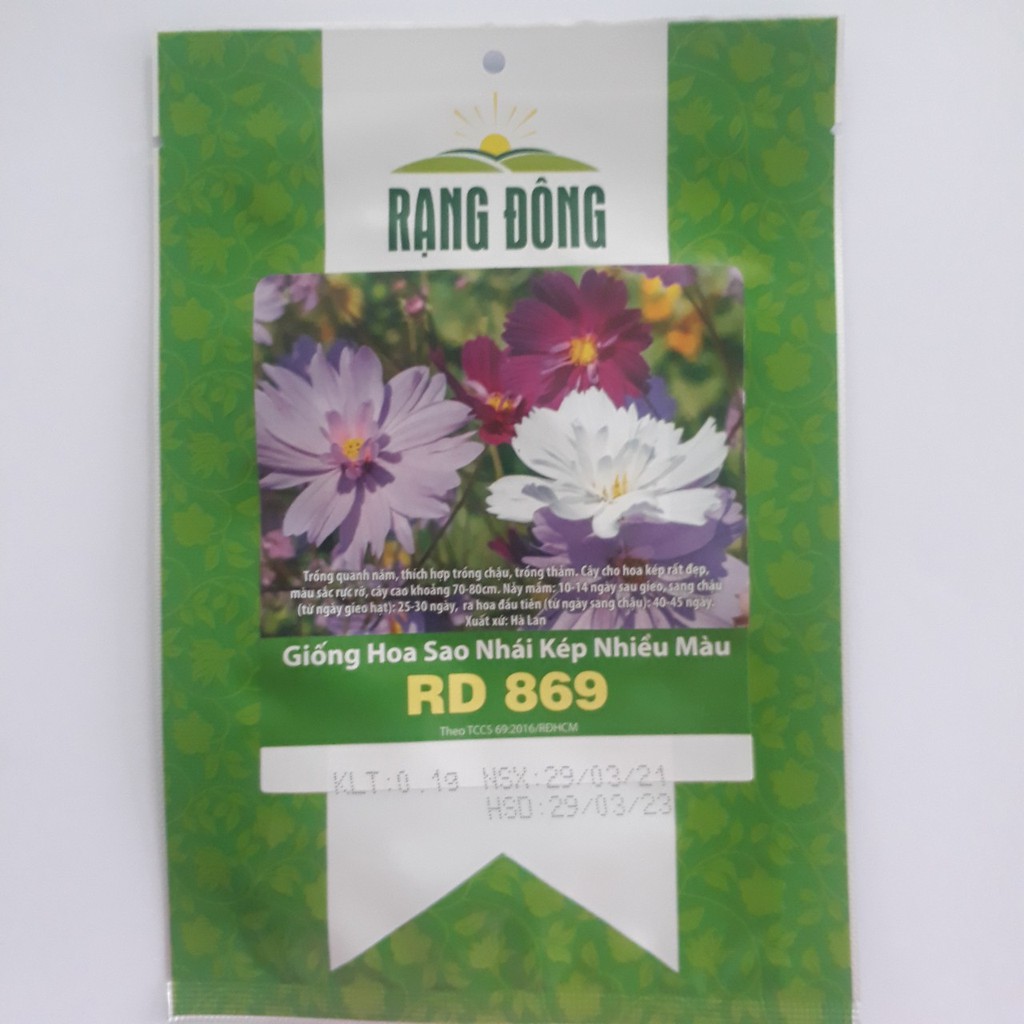 RẠNG ĐÔNG
Trồng quanh năm, thích hợp trồng chậu, trồng thảm. Cây cho hoa kép rất đẹp,
màu sắc rực rỡ, cây cao khoảng 70-80cm. Nảy mầm: 10-14 ngày sau gieo, sang chậu
(từ ngày gieo hạt): 25-30 ngày, ra hoa đầu tiên (từ ngày sang chậu): 40-45 ngày.
Xuất xứ: Hà Lan
Giống Hoa Sao Nhái Kép Nhiều Màu
RD 869
Theo TCCS 69:2016/RĐHCM
KLT:0.1g NSX:29/03/21
HSD:29/03/23